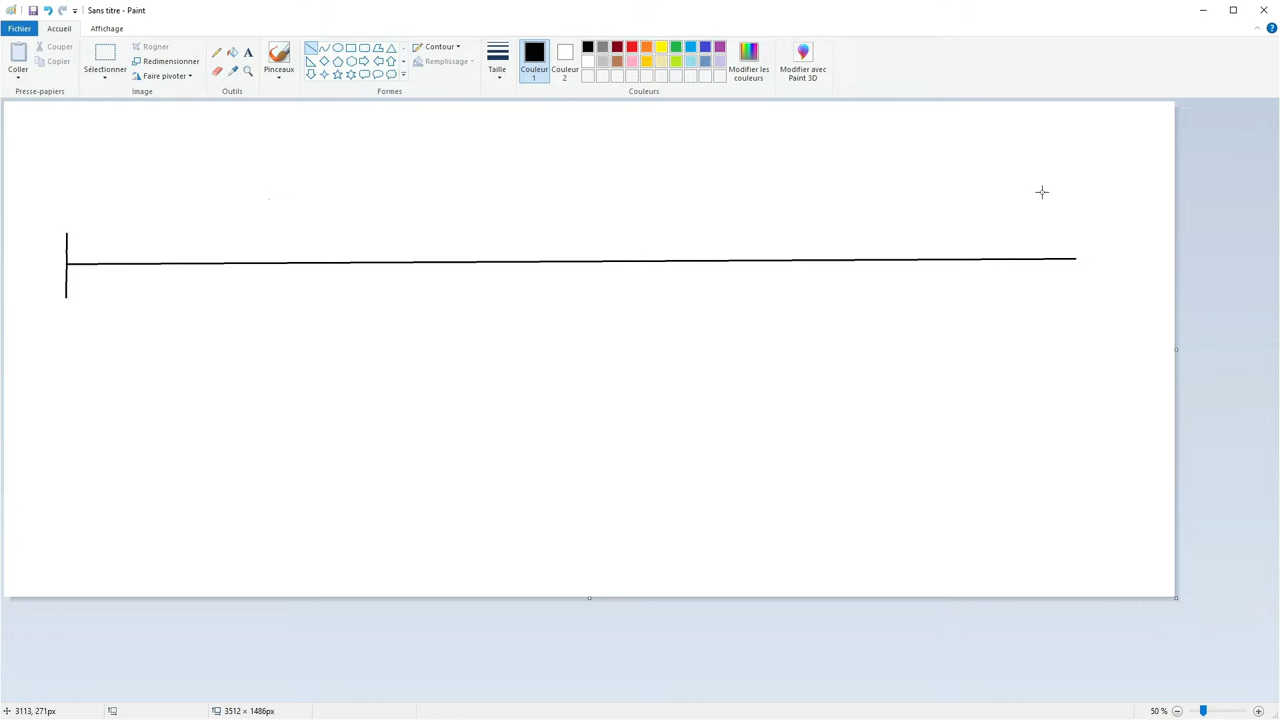 Sans titre - Paint
Fichier
Accueil
Affichage
Coller
Couper
Copier
Presse-papiers
Sélectionner
Rogner
Redimensionner
Faire pivoter
Image
Outils
Pinceaux
Contour
Remplissage
Formes
Taille
Couleur
1
Couleur
2
Modifier les
couleurs
Couleurs
Modifier avec
Paint 3D
3113, 271px
3512 × 1486px
50 %